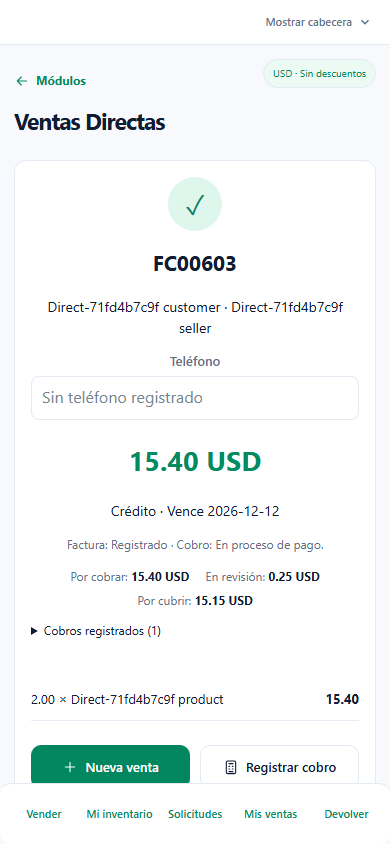 Mostrar cabecera
← Módulos
USD · Sin descuentos
Ventas Directas
✓
FC00603
Direct-71fd4b7c9f customer · Direct-71fd4b7c9f
seller
Teléfono
Sin teléfono registrado
15.40 USD
Crédito · Vence 2026-12-12
Factura: Registrado · Cobro: En proceso de pago.
Por cobrar: 15.40 USD En revisión: 0.25 USD
Por cubrir: 15.15 USD
▶ Cobros registrados (1)
2.00 × Direct-71fd4b7c9f product 15.40
+ Nueva venta
Registrar cobro
Vender Mi inventario Solicitudes Mis ventas Devolver